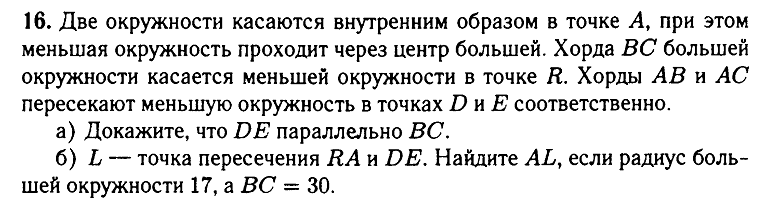 16. Две окружности касаются внутренним образом в точке A, при этом
меньшая окружность проходит через центр большей. Хорда BC большей
окружности касается меньшей окружности в точке R. Хорды AB и AC
пересекают меньшую окружность в точках D и E соответственно.
а) Докажите, что DE параллельно BC.
б) L — точка пересечения RA и DE. Найдите AL, если радиус боль-
шей окружности 17, а BC = 30.